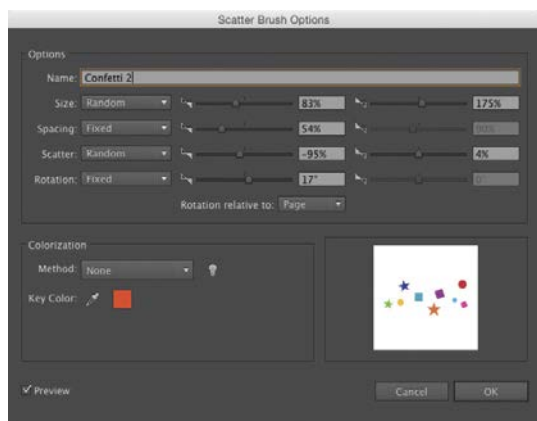 Scatter Brush Options
Options
Name: Confetti 2
Size: Random 83% 175%
Spacing: Fixed 54%
Scatter: Random -95% 4%
Rotation: Fixed 17°
Rotation relative to: Page
Colorization
Method: None
Key Color:
Preview Cancel OK